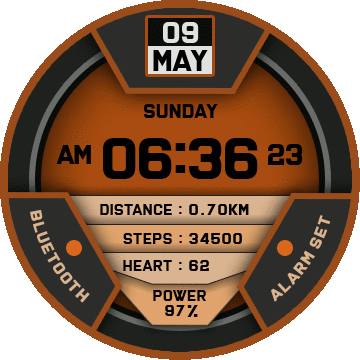 09
MAY
SUNDAY
AM 06:36 23
DISTANCE : 0.70KM
STEPS : 34500
HEART : 62
POWER
97%
BLUETOOTH
ALARM SET